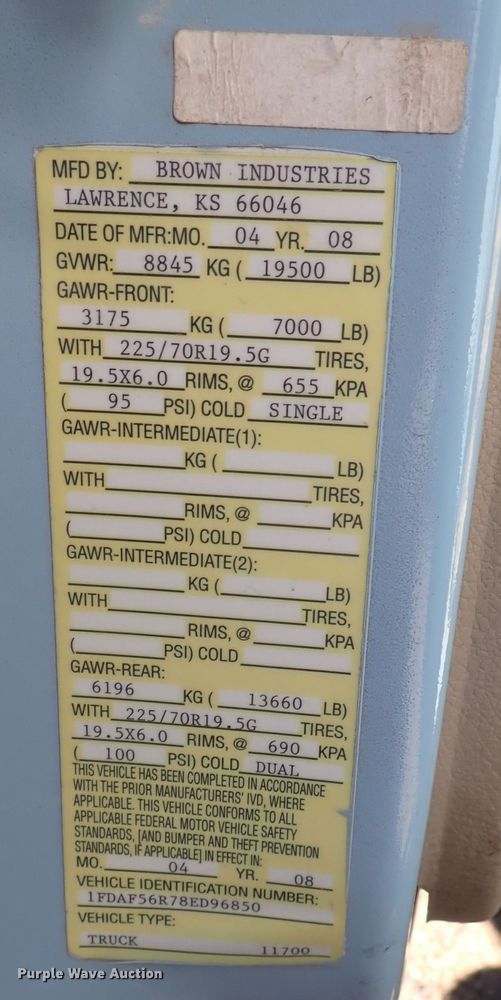 MFD BY: BROWN INDUSTRIES
LAWRENCE, KS 66046
DATE OF MFR:MO. 04 YR. 08
GVWR: 8845 KG ( 19500 LB)
GAWR-FRONT:
3175 KG ( 7000 LB)
WITH 225/70R19.5G TIRES,
19.5X6.0 RIMS, @ 655 KPA
( 95 PSI) COLD SINGLE
GAWR-INTERMEDIATE(1):
KG ( LB)
WITH TIRES,
RIMS, @ KPA
( PSI) COLD
GAWR-INTERMEDIATE(2):
KG ( LB)
WITH TIRES,
RIMS, @ KPA
( PSI) COLD
GAWR-REAR:
6196 KG ( 13660 LB)
WITH 225/70R19.5G TIRES,
19.5X6.0 RIMS, @ 690 KPA
( 100 PSI) COLD DUAL
THIS VEHICLE HAS BEEN COMPLETED IN ACCORDANCE
WITH THE PRIOR MANUFACTURERS' IVD, WHERE
APPLICABLE. THIS VEHICLE CONFORMS TO ALL
APPLICABLE FEDERAL MOTOR VEHICLE SAFETY
STANDARDS, [AND BUMPER AND THEFT PREVENTION
STANDARDS, IF APPLICABLE] IN EFFECT IN:
MO. 04 YR. 08
VEHICLE IDENTIFICATION NUMBER:
1FDAF56R78ED96850
VEHICLE TYPE:
TRUCK 11700
Purple Wave Auction